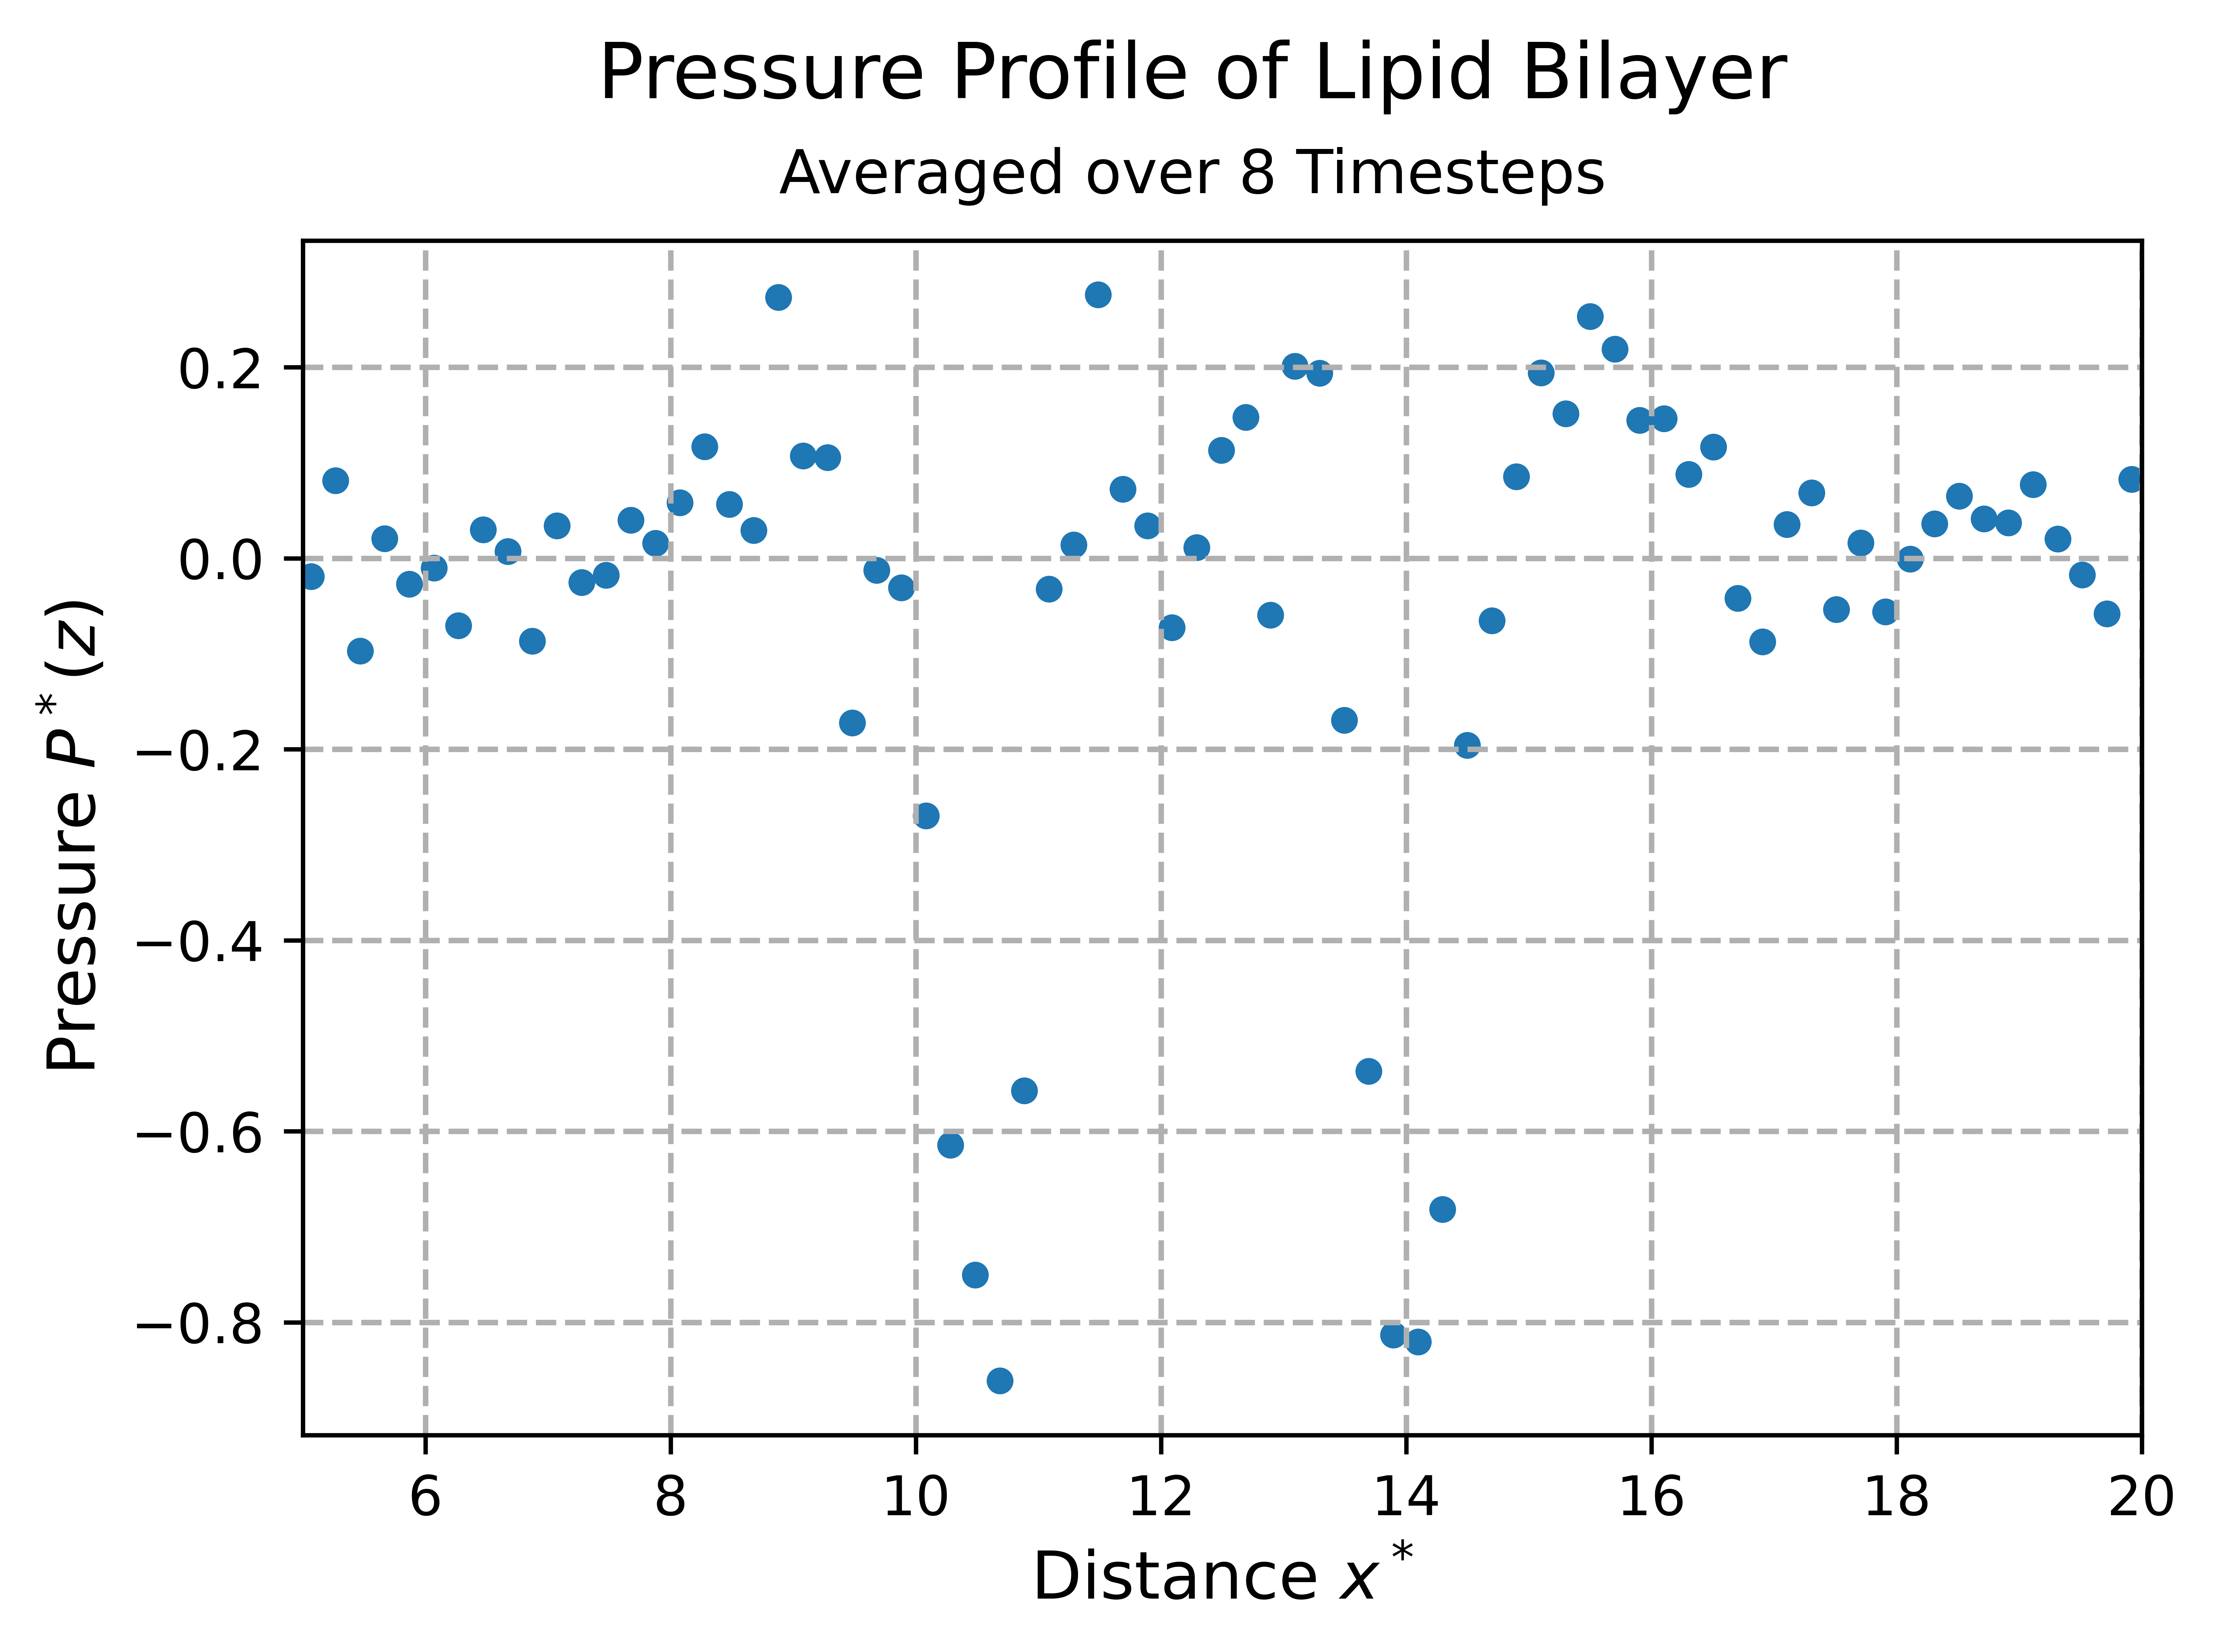 Pressure Profile of Lipid Bilayer
Averaged over 8 Timesteps
Pressure P*(z)
0.2
0.0
−0.2
−0.4
−0.6
−0.8
6 8 10 12 14 16 18 20
Distance x*